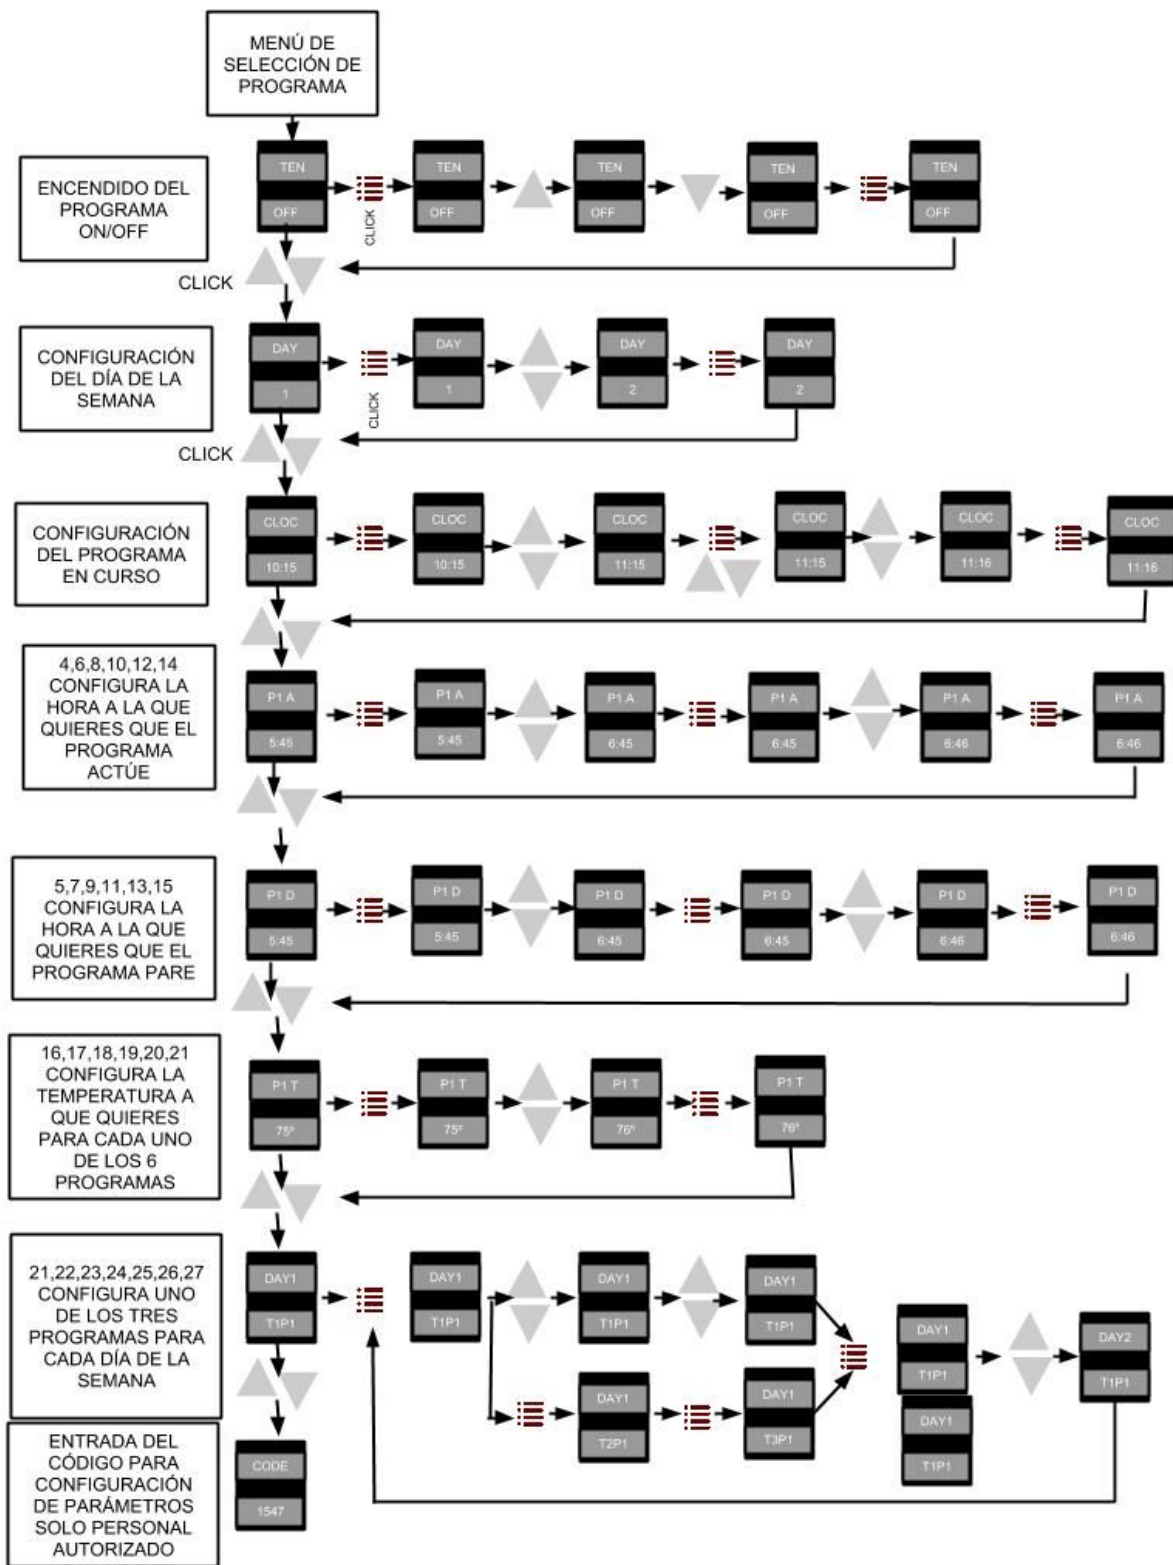 MENÚ DE
SELECCIÓN DE
PROGRAMA
ENCENDIDO DEL
PROGRAMA
ON/OFF
TEN
OFF
CLICK
TEN
OFF
TEN
OFF
TEN
OFF
TEN
OFF
CLICK
CONFIGURACIÓN
DEL DÍA DE LA
SEMANA
DAY
1
CLICK
DAY
1
DAY
2
DAY
2
CLICK
CONFIGURACIÓN
DEL PROGRAMA
EN CURSO
CLOC
10:15
CLOC
10:15
CLOC
11:15
CLOC
11:15
CLOC
11:16
CLOC
11:16
4,6,8,10,12,14
CONFIGURA LA
HORA A LA QUE
QUIERES QUE EL
PROGRAMA
ACTÚE
P1 A
5:45
P1 A
5:45
P1 A
6:45
P1 A
6:45
P1 A
6:46
P1 A
6:46
5,7,9,11,13,15
CONFIGURA LA
HORA A LA QUE
QUIERES QUE EL
PROGRAMA PARE
P1 D
5:45
P1 D
5:45
P1 D
6:45
P1 D
6:45
P1 D
6:46
P1 D
6:46
16,17,18,19,20,21
CONFIGURA LA
TEMPERATURA A
QUE QUIERES
PARA CADA UNO
DE LOS 6
PROGRAMAS
P1 T
75º
P1 T
75º
P1 T
76º
P1 T
76º
21,22,23,24,25,26,27
CONFIGURA UNO
DE LOS TRES
PROGRAMAS PARA
CADA DÍA DE LA
SEMANA
DAY1
T1P1
DAY1
T1P1
DAY1
T1P1
DAY1
T1P1
DAY1
T2P1
DAY1
T3P1
DAY1
T1P1
DAY1
T1P1
DAY2
T1P1
ENTRADA DEL
CÓDIGO PARA
CONFIGURACIÓN
DE PARÁMETROS
SOLO PERSONAL
AUTORIZADO
CODE
1547